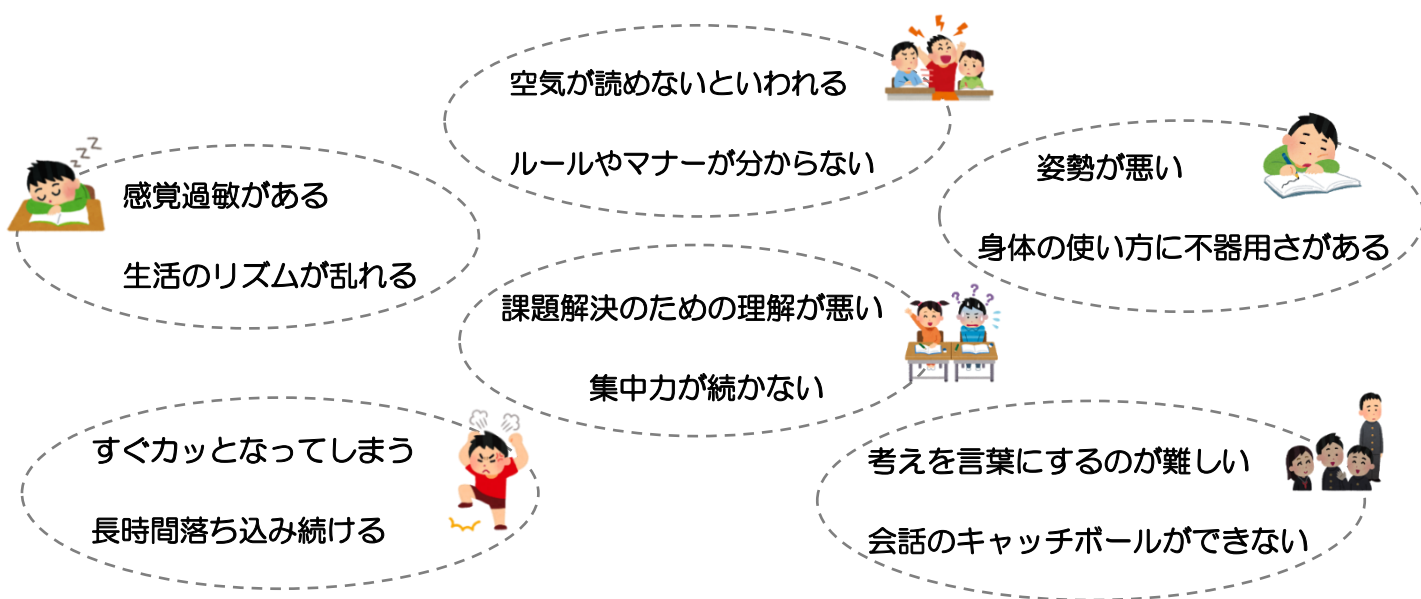 空気が読めないといわれる
ルールやマナーが分からない
感覚過敏がある
生活のリズムが乱れる
姿勢が悪い
身体の使い方に不器用さがある
課題解決のための理解が悪い
集中力が続かない
すぐカッとなってしまう
長時間落ち込み続ける
考えを言葉にするのが難しい
会話のキャッチボールができない